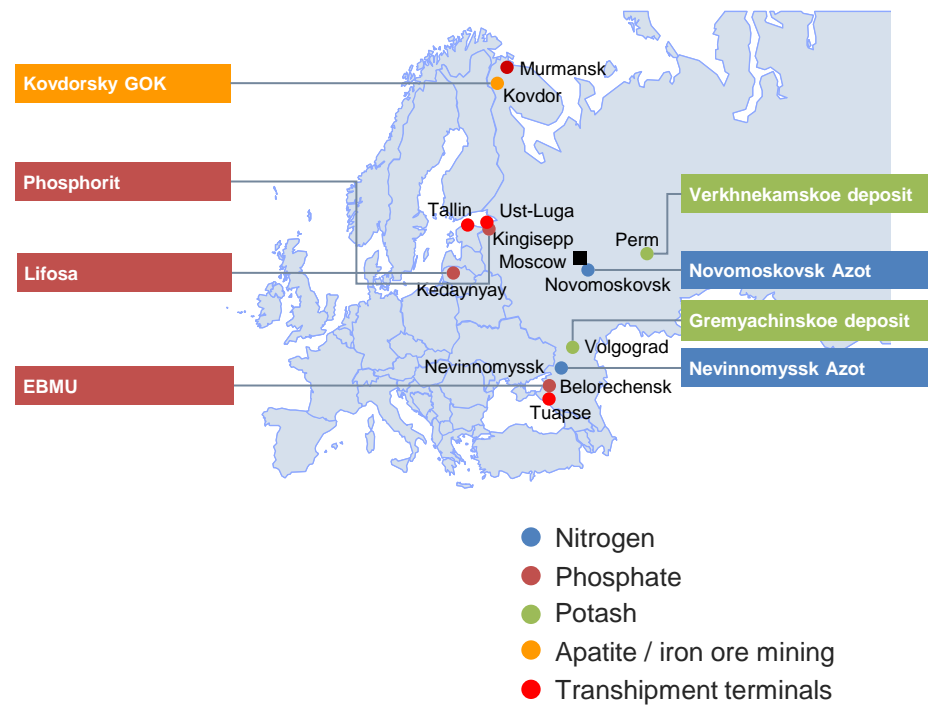 Kovdorsky GOK
Murmansk
Kovdor
Phosphorit
Verkhnekamskoe deposit
Tallin
Ust-Luga
Kingisepp
Perm
Moscow
Lifosa
Novomoskovsk Azot
Kedaynyay
Novomoskovsk
Gremyachinskoe deposit
Volgograd
Nevinnomyssk
Nevinnomyssk Azot
EBMU
Belorechensk
Tuapse
Nitrogen
Phosphate
Potash
Apatite / iron ore mining
Transhipment terminals